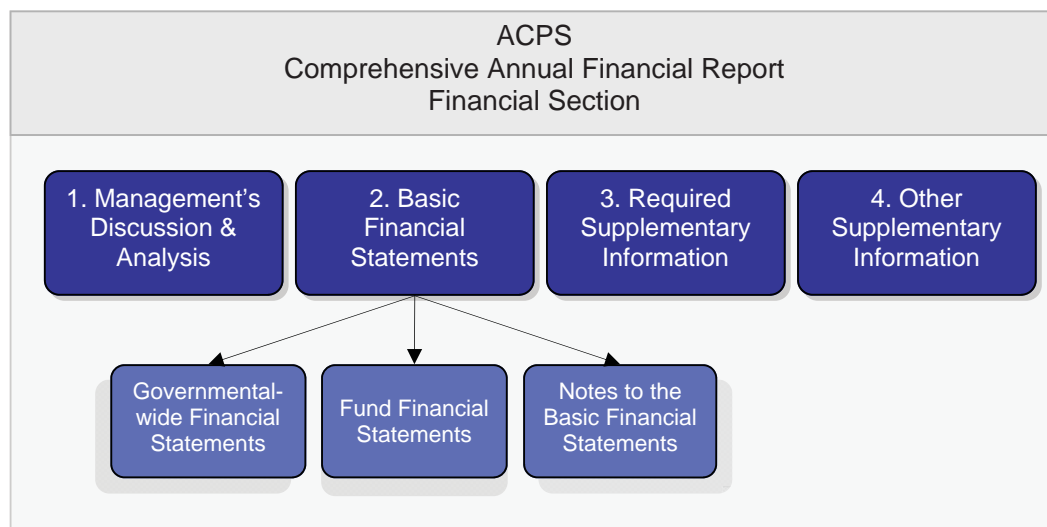 ACPS
Comprehensive Annual Financial Report
Financial Section
1. Management’s
Discussion &
Analysis
2. Basic
Financial
Statements
3. Required
Supplementary
Information
4. Other
Supplementary
Information
Governmental-
wide Financial
Statements
Fund Financial
Statements
Notes to the
Basic Financial
Statements